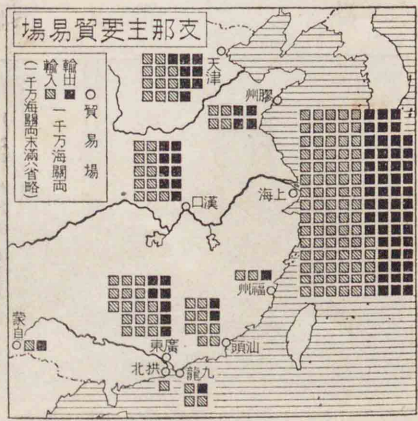 支那主要貿易場
○貿易場
一千万海關両
輸出
輸入
(一千万海關両未滿ハ省略)
天津
膠州
漢口
上海
福州
蒙自
廣東
汕頭
拱北
九龍